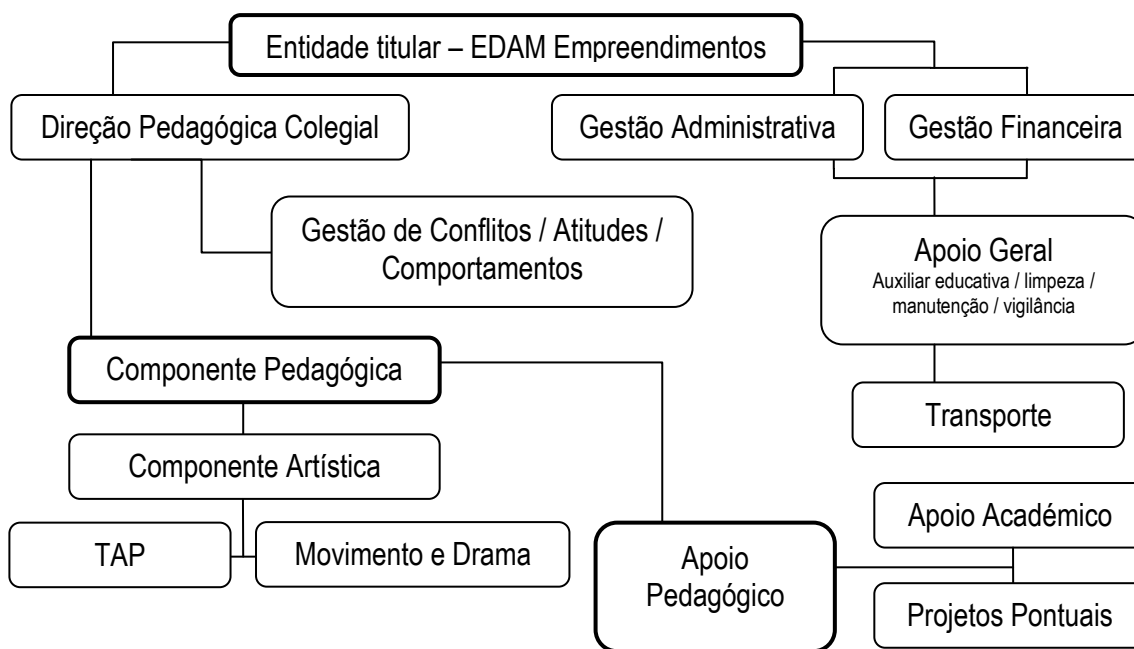 Entidade titular – EDAM Empreendimentos
Direção Pedagógica Colegial
Gestão Administrativa
Gestão Financeira
Gestão de Conflitos / Atitudes /
Comportamentos
Apoio Geral
Auxiliar educativa / limpeza /
manutenção / vigilância
Componente Pedagógica
Transporte
Componente Artística
Apoio Académico
TAP
Movimento e Drama
Apoio
Pedagógico
Projetos Pontuais